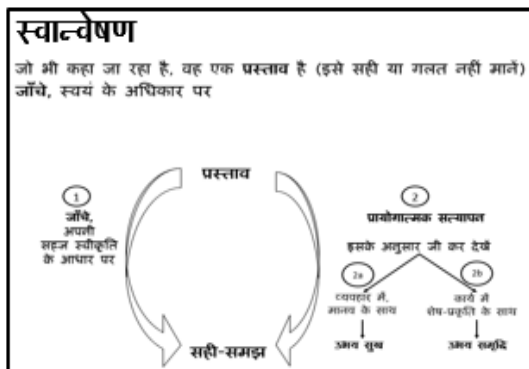 स्वान्वेषण
जो भी कहा जा रहा है, वह एक प्रस्ताव है (इसे सही या गलत नहीं मानें)
जाँचे, स्वयं के अधिकार पर
प्रस्ताव
1
जाँचे,
अपनी
सहज स्वीकृति
के आधार पर
2
प्रायोगात्मक सत्यापन
इसके अनुसार जी कर देखें
2a
व्यवहार में,
मानव के साथ
उभय सुख
2b
कार्य में
शेष-प्रकृति के साथ
उभय समृद्धि
सही-समझ